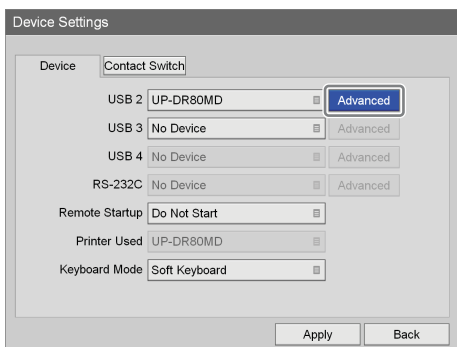 Device Settings
Device Contact Switch
USB 2 UP-DR80MD Advanced
USB 3 No Device Advanced
USB 4 No Device Advanced
RS-232C No Device Advanced
Remote Startup Do Not Start
Printer Used UP-DR80MD
Keyboard Mode Soft Keyboard
Apply Back